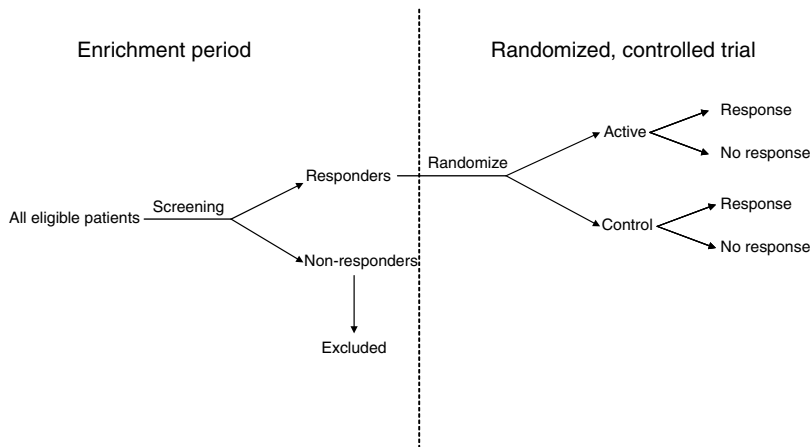 Enrichment period
Randomized, controlled trial
All eligible patients
Screening
Responders
Non-responders
Excluded
Randomize
Active
Response
No response
Control
Response
No response